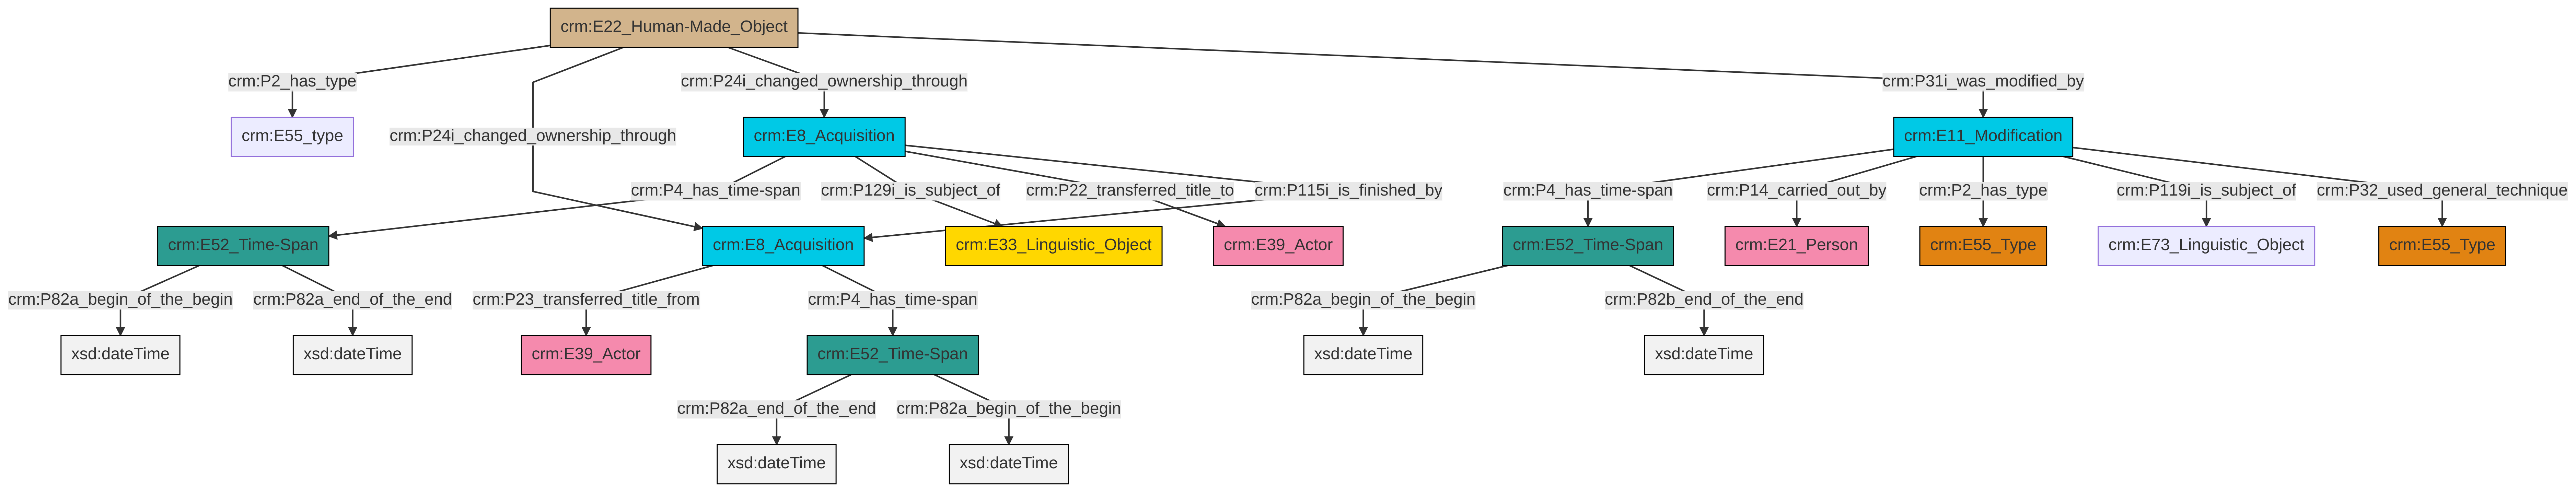 crm:E22_Human-Made_Object
crm:P2_has_type
crm:P24i_changed_ownership_through
crm:P31i_was_modified_by
crm:E55_type
crm:P24i_changed_ownership_through
crm:E8_Acquisition
crm:E11_Modification
crm:P4_has_time-span
crm:P129i_is_subject_of
crm:P22_transferred_title_to
crm:P115i_is_finished_by
crm:P4_has_time-span
crm:P14_carried_out_by
crm:P2_has_type
crm:P119i_is_subject_of
crm:P32_used_general_technique
crm:E52_Time-Span
crm:E8_Acquisition
crm:E33_Linguistic_Object
crm:E39_Actor
crm:E52_Time-Span
crm:E21_Person
crm:E55_Type
crm:E73_Linguistic_Object
crm:E55_Type
crm:P82a_begin_of_the_begin
crm:P82a_end_of_the_end
crm:P23_transferred_title_from
crm:P4_has_time-span
crm:P82a_begin_of_the_begin
crm:P82b_end_of_the_end
xsd:dateTime
xsd:dateTime
crm:E39_Actor
crm:E52_Time-Span
xsd:dateTime
xsd:dateTime
crm:P82a_end_of_the_end
crm:P82a_begin_of_the_begin
xsd:dateTime
xsd:dateTime